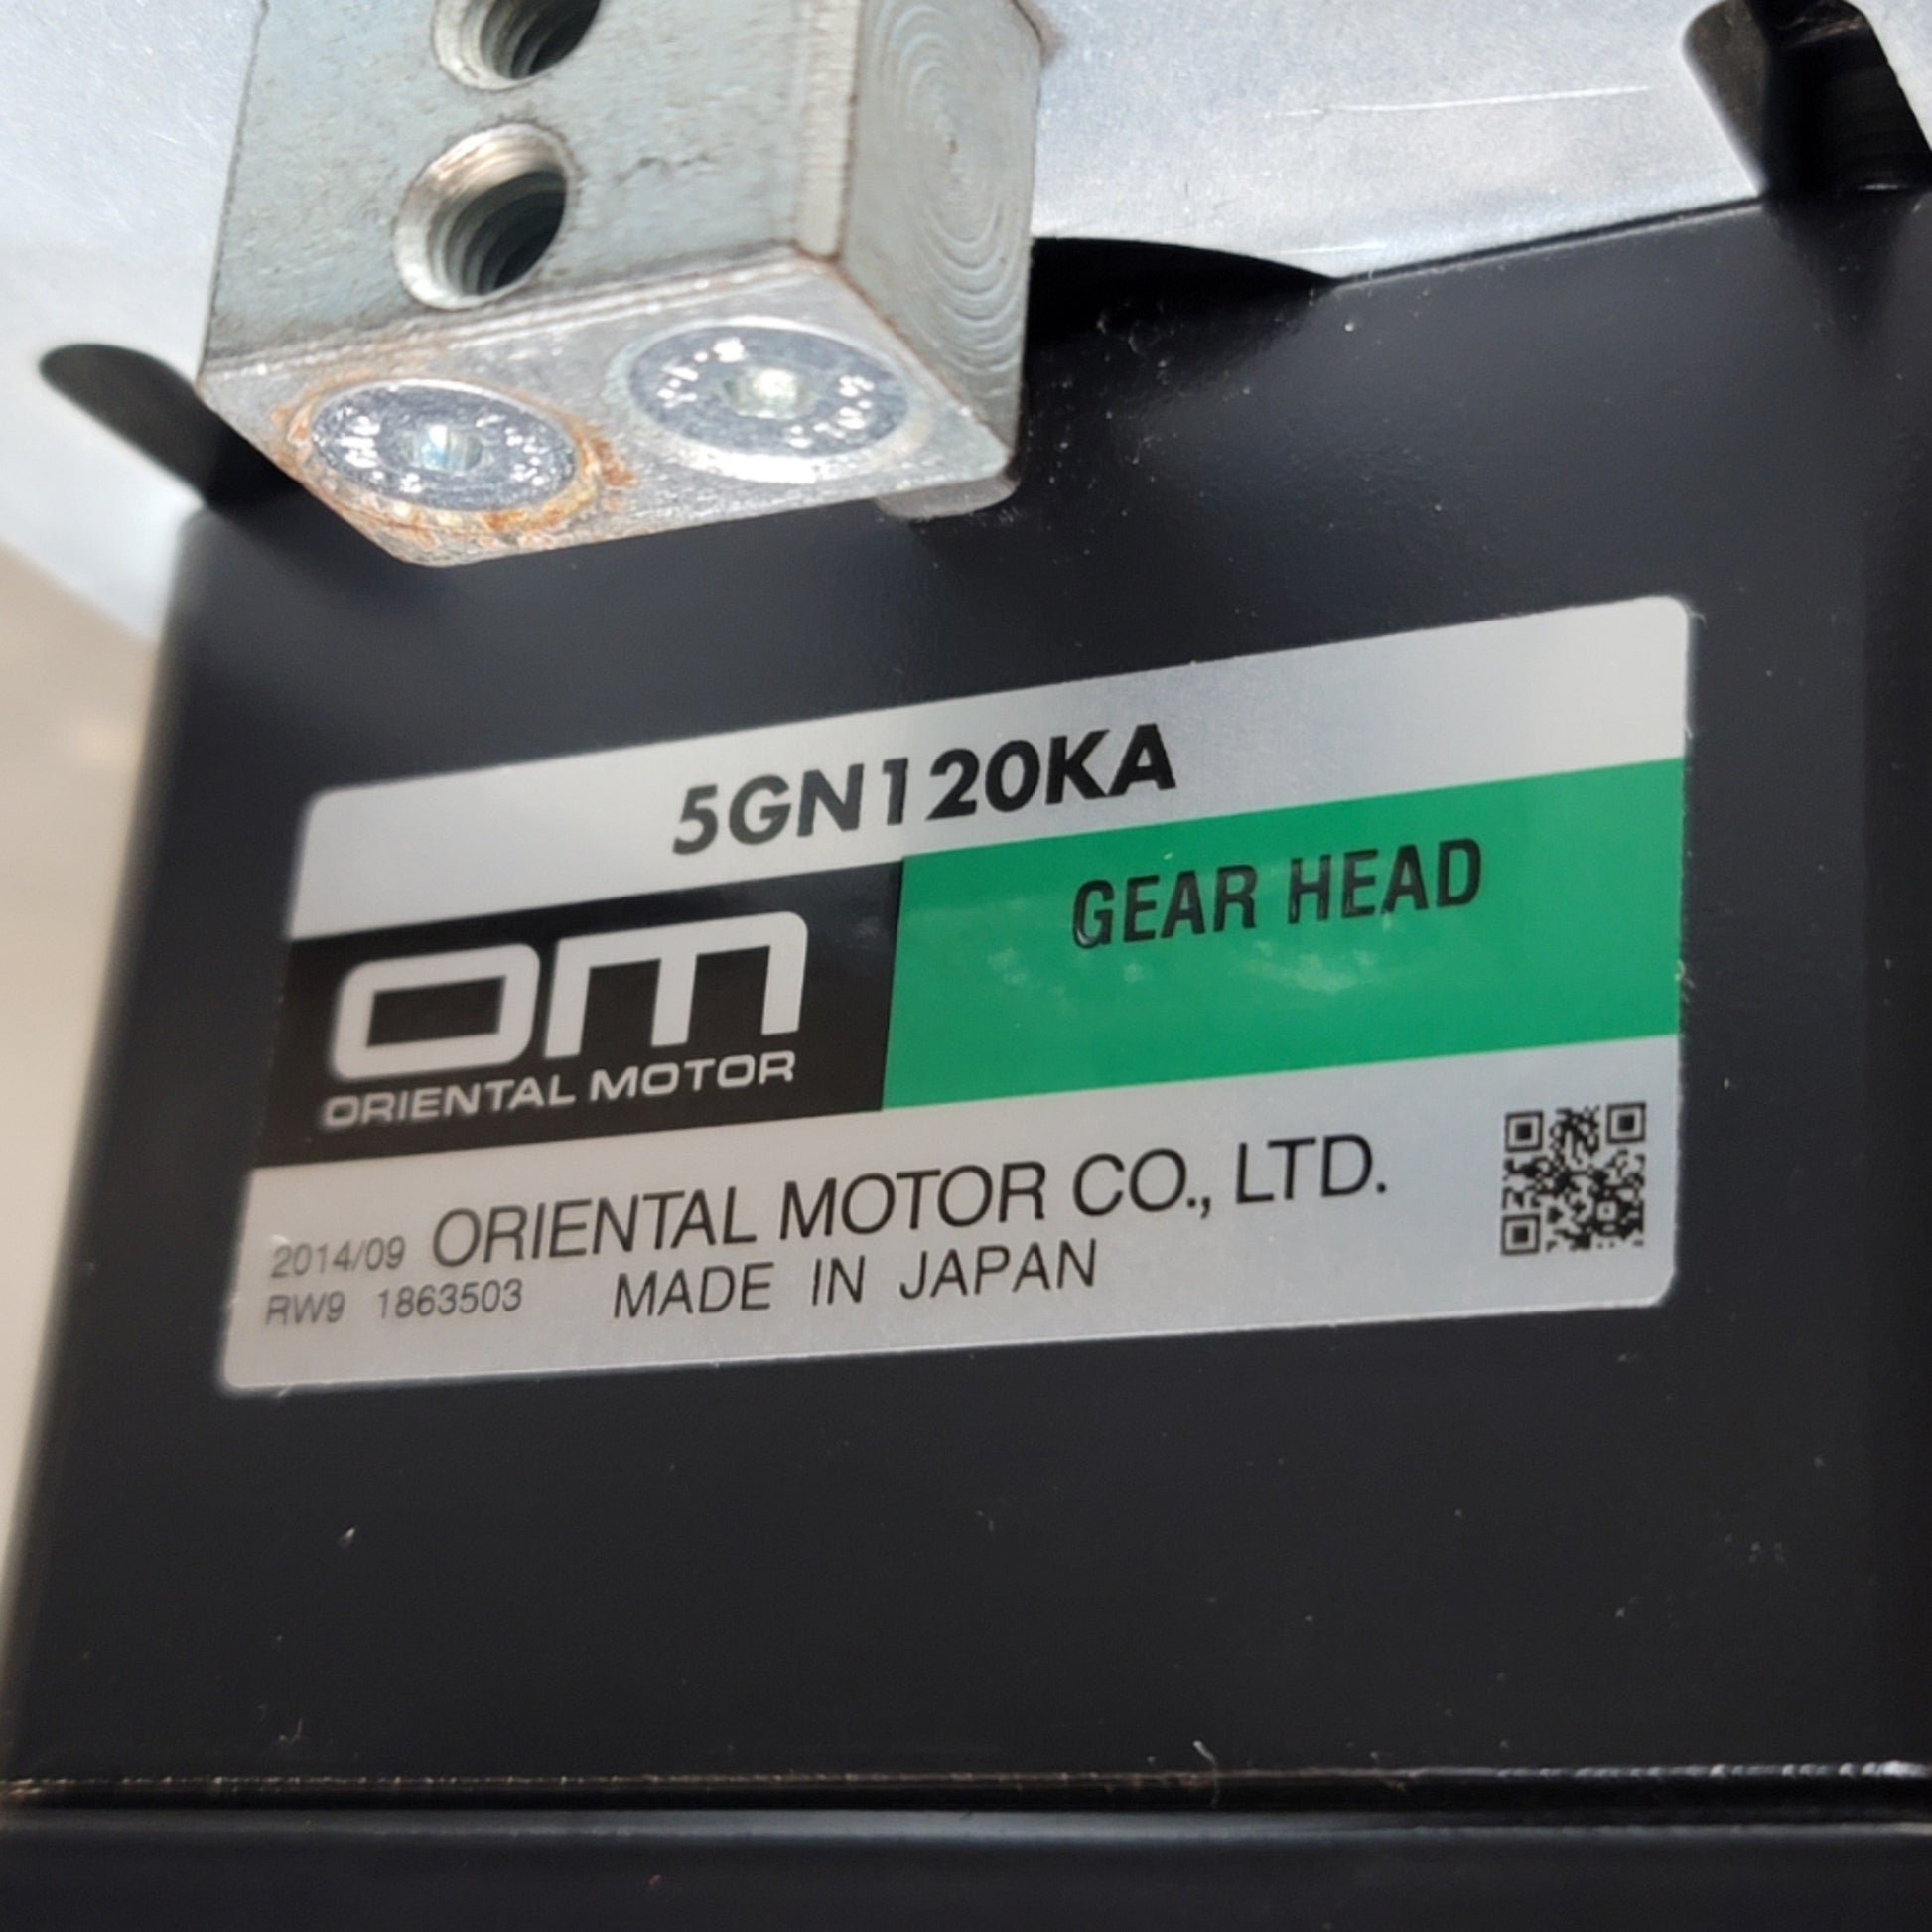 5GN120KA
GEAR HEAD
om
ORIENTAL MOTOR
2014/09 ORIENTAL MOTOR CO., LTD.
RW9 1863503 MADE IN JAPAN